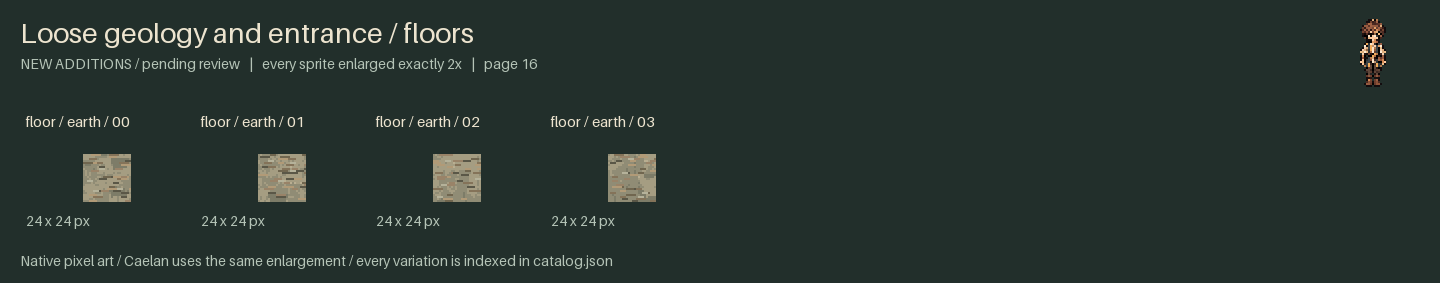 Loose geology and entrance / floors
NEW ADDITIONS / pending review | every sprite enlarged exactly 2x | page 16
floor / earth / 00
floor / earth / 01
floor / earth / 02
floor / earth / 03
24 x 24 px
24 x 24 px
24 x 24 px
24 x 24 px
Native pixel art / Caelan uses the same enlargement / every variation is indexed in catalog.json